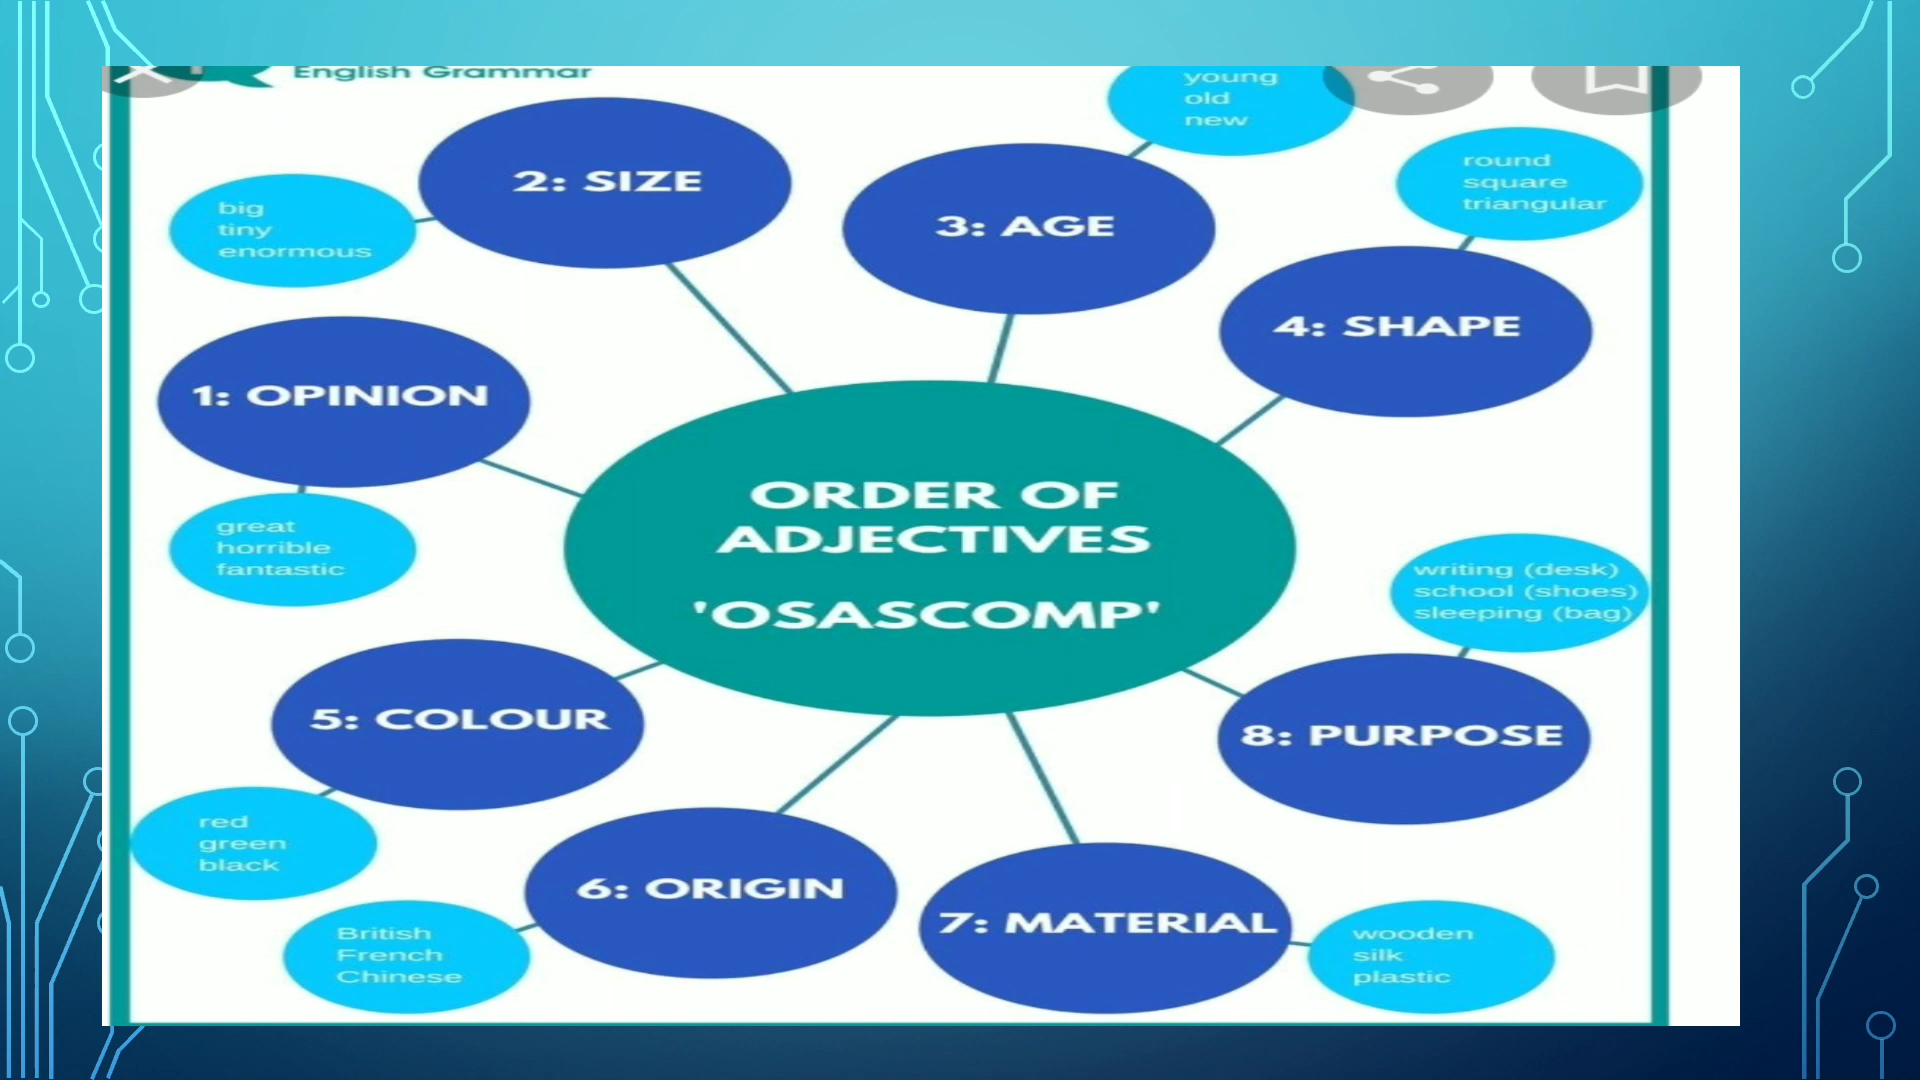 English Grammar
2: SIZE
big
tiny
enormous
3: AGE
young
old
new
4: SHAPE
round
square
triangular
1: OPINION
great
horrible
fantastic
ORDER OF
ADJECTIVES
'OSASCOMP'
5: COLOUR
red
green
black
6: ORIGIN
British
French
Chinese
7: MATERIAL
wooden
silk
plastic
8: PURPOSE
writing (desk)
school (shoes)
sleeping (bag)